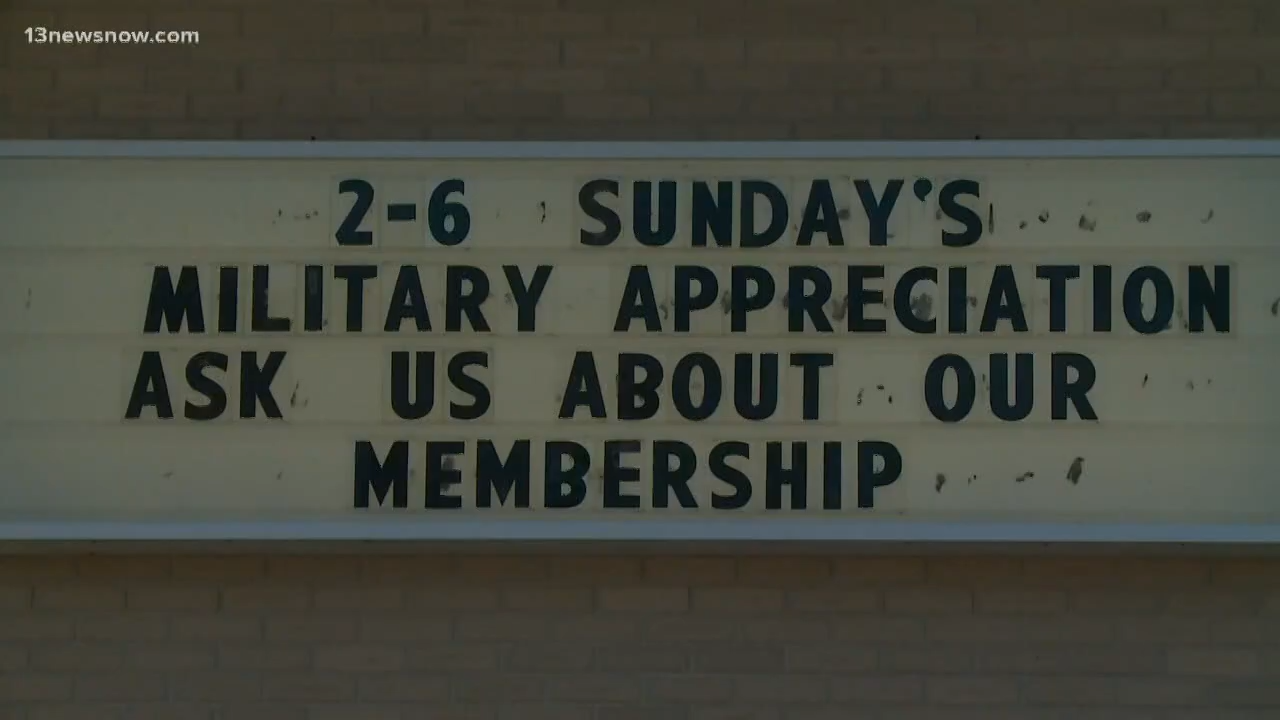 13newsnow.com
2-6 SUNDAY'S
MILITARY APPRECIATION
ASK US ABOUT OUR
MEMBERSHIP